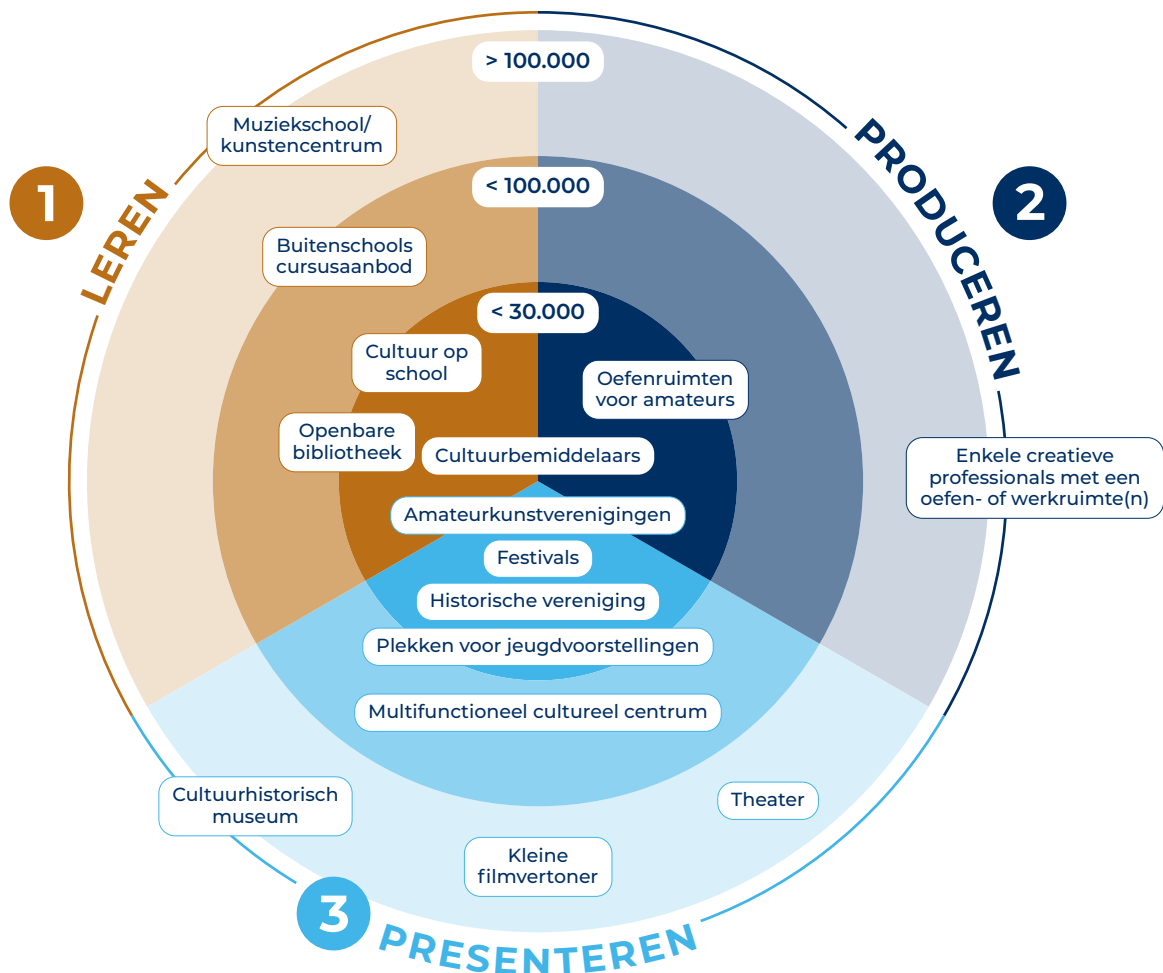 > 100.000
Muziekschool/
kunstencentrum
PRODUCEREN
1
LEREN
< 100.000
2
Buitenschools
cursusaanbod
< 30.000
Cultuur op
school
Oefenruimten
voor amateurs
Openbare
bibliotheek
Cultuurbemiddelaars
Enkele creatieve
professionals met een
oefen- of werkruimte(n)
Amateurkunstverenigingen
Festivals
Historische vereniging
Plekken voor jeugdvoorstellingen
Multifunctioneel cultureel centrum
Cultuurhistorisch
museum
Theater
Kleine
filmvertoner
3
PRESENTEREN